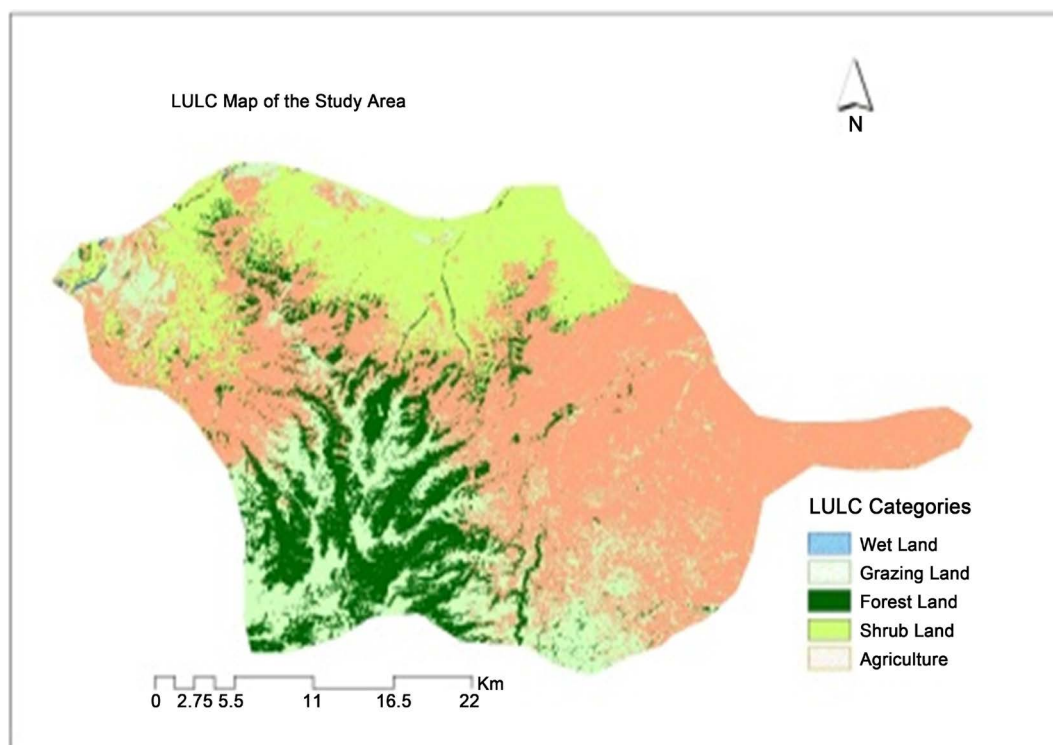 LULC Map of the Study Area
N
LULC Categories
Wet Land
Grazing Land
Forest Land
Shrub Land
Agriculture
Km
0 2.75 5.5 11 16.5 22